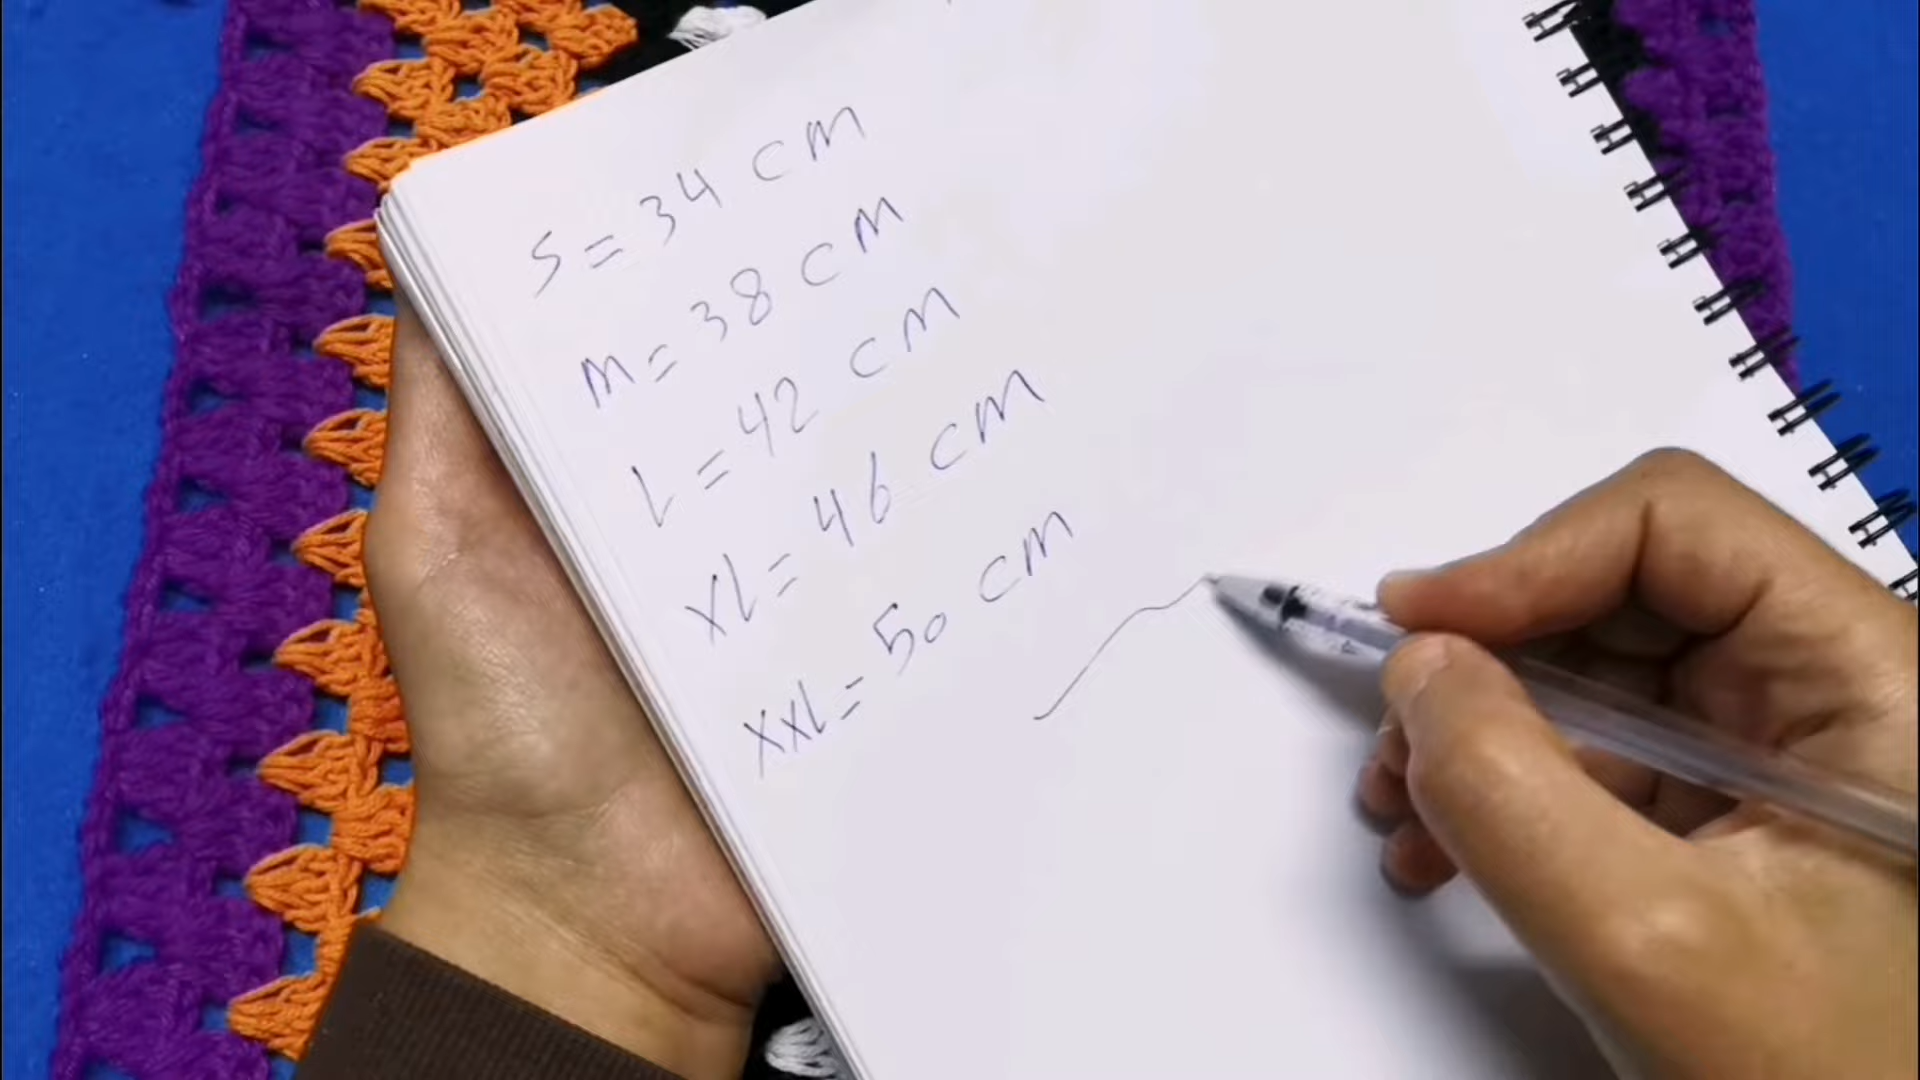 S = 34 cm
m = 38 cm
L = 42 cm
XL = 46 cm
XXL = 50 cm